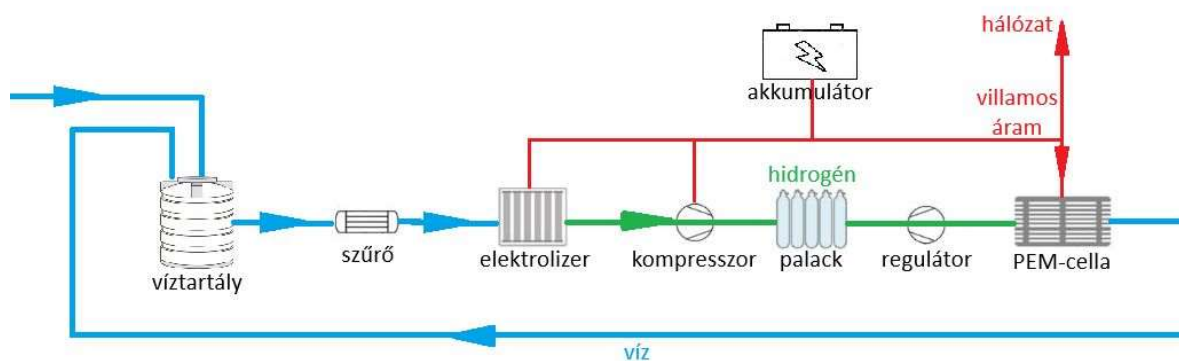 hálózat
akkumulátor
villamos
áram
hidrogén
víztartály
szűrő
elektrolizer
kompresszor
palack
regulátor
PEM-cella
víz